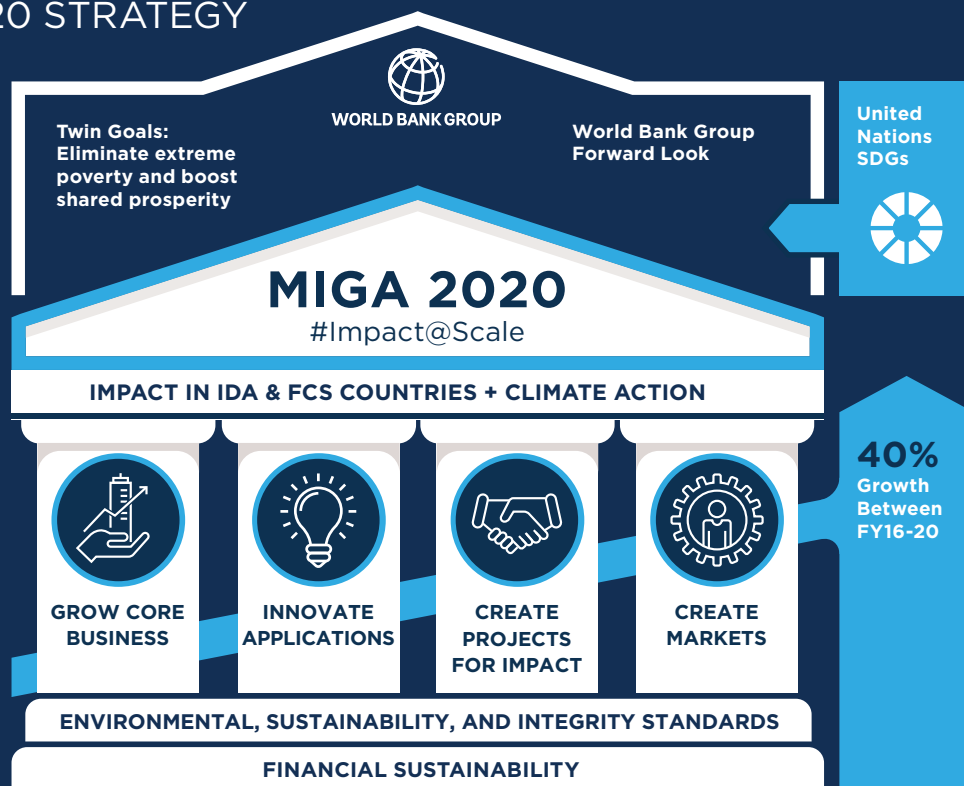 20 STRATEGY
WORLD BANK GROUP
Twin Goals:
Eliminate extreme
poverty and boost
shared prosperity
World Bank Group
Forward Look
United
Nations
SDGs
MIGA 2020
#Impact@Scale
IMPACT IN IDA & FCS COUNTRIES + CLIMATE ACTION
40%
Growth
Between
FY16-20
GROW CORE
BUSINESS
INNOVATE
APPLICATIONS
CREATE
PROJECTS
FOR IMPACT
CREATE
MARKETS
ENVIRONMENTAL, SUSTAINABILITY, AND INTEGRITY STANDARDS
FINANCIAL SUSTAINABILITY